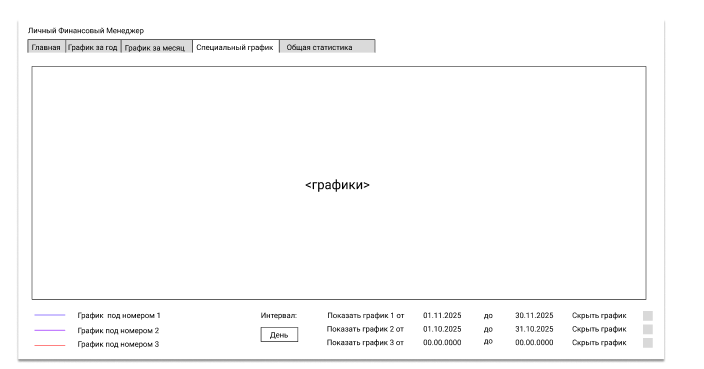 Личный Финансовый Менеджер
Главная График за год График за месяц Специальный график Общая статистика
<графики>
График под номером 1 Интервал: Показать график 1 от 01.11.2025 до 30.11.2025 Скрыть график
График под номером 2 День Показать график 2 от 01.10.2025 до 31.10.2025 Скрыть график
График под номером 3 Показать график 3 от 00.00.0000 до 00.00.0000 Скрыть график